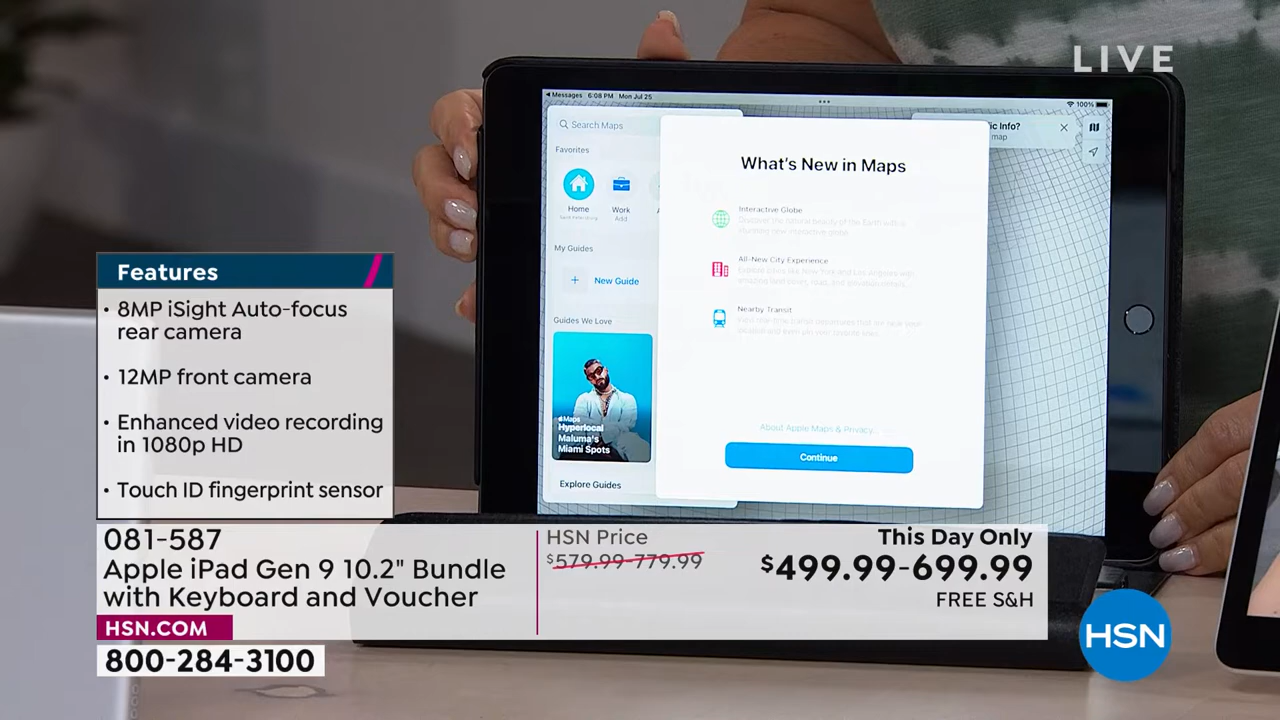 LIVE
Messages 6:08 PM Mon Jul 25
100%
Search Maps
ic Info?
map
What's New in Maps
Favorites
Home
Work
Add
Interactive Globe
All-New City Experience
Nearby Transit
My Guides
New Guide
Guides We Love
Maps
Hyperlocal
Maluma's
Miami Spots
About Apple Maps & Privacy...
Continue
Explore Guides
Features
• 8MP iSight Auto-focus
rear camera
• 12MP front camera
• Enhanced video recording
in 1080p HD
• Touch ID fingerprint sensor
081-587
Apple iPad Gen 9 10.2" Bundle
with Keyboard and Voucher
HSN.COM
800-284-3100
HSN Price
$579.99-779.99
This Day Only
$499.99-699.99
FREE S&H
HSN